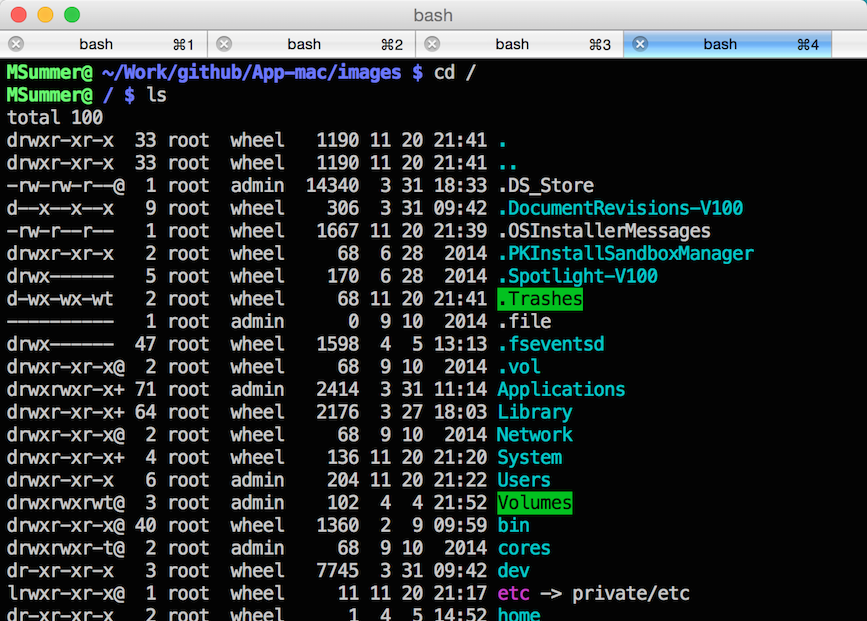 bash
bash ⌘1 bash ⌘2 bash ⌘3 bash ⌘4
MSummer@ ~/Work/github/App-mac/images $ cd /
MSummer@ / $ ls
total 100
drwxr-xr-x 33 root wheel 1190 11 20 21:41 .
drwxr-xr-x 33 root wheel 1190 11 20 21:41 ..
-rw-rw-r--@ 1 root admin 14340 3 31 18:33 .DS_Store
d--x--x--x 9 root wheel 306 3 31 09:42 .DocumentRevisions-V100
-rw-r--r-- 1 root wheel 1667 11 20 21:39 .OSInstallerMessages
drwxr-xr-x 2 root wheel 68 6 28 2014 .PKInstallSandboxManager
drwx------ 5 root wheel 170 6 28 2014 .Spotlight-V100
d-wx-wx-wt 2 root wheel 68 11 20 21:41 .Trashes
---------- 1 root admin 0 9 10 2014 .file
drwx------ 47 root wheel 1598 4 5 13:13 .fseventsd
drwxr-xr-x@ 2 root wheel 68 9 10 2014 .vol
drwxrwxr-x+ 71 root admin 2414 3 31 11:14 Applications
drwxr-xr-x+ 64 root wheel 2176 3 27 18:03 Library
drwxr-xr-x@ 2 root wheel 68 9 10 2014 Network
drwxr-xr-x+ 4 root wheel 136 11 20 21:20 System
drwxr-xr-x 6 root admin 204 11 20 21:22 Users
drwxrwxrwt@ 3 root admin 102 4 4 21:52 Volumes
drwxr-xr-x@ 40 root wheel 1360 2 9 09:59 bin
drwxrwxr-t@ 2 root admin 68 9 10 2014 cores
dr-xr-xr-x 3 root wheel 7745 3 31 09:42 dev
lrwxr-xr-x@ 1 root wheel 11 11 20 21:17 etc -> private/etc
dr-xr-xr-x 2 root wheel 1 4 5 14:52 home